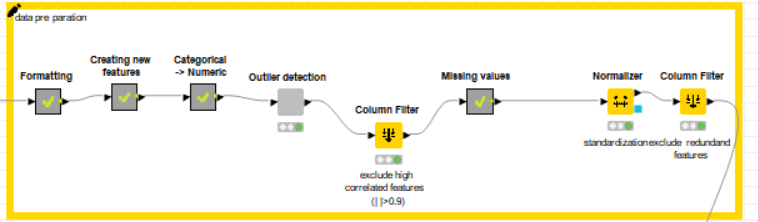 data pre paration
Formatting
Creating new
features
Categorical
-> Numeric
Outlier detection
Column Filter
exclude high
correlated features
(| |>0.9)
Missing values
Normalizer
standardization
Column Filter
exclude redundand
features